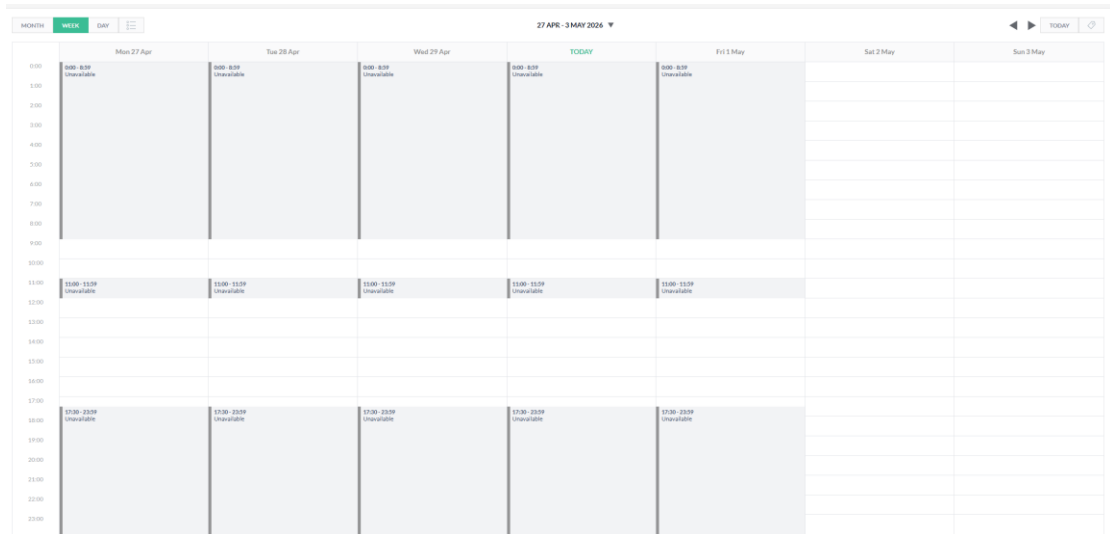 MONTH WEEK DAY
27 APR - 3 MAY 2026 ▼
◀ ▶ TODAY
Mon 27 Apr Tue 28 Apr Wed 29 Apr TODAY Fri 1 May Sat 2 May Sun 3 May
0:00
0:00 - 8:59 0:00 - 8:59 0:00 - 8:59 0:00 - 8:59 0:00 - 8:59
Unavailable Unavailable Unavailable Unavailable Unavailable
1:00
2:00
3:00
4:00
5:00
6:00
7:00
8:00
9:00
10:00
11:00
11:00 - 11:59 11:00 - 11:59 11:00 - 11:59 11:00 - 11:59 11:00 - 11:59
Unavailable Unavailable Unavailable Unavailable Unavailable
12:00
13:00
14:00
15:00
16:00
17:00
17:30 - 23:59 17:30 - 23:59 17:30 - 23:59 17:30 - 23:59 17:30 - 23:59
Unavailable Unavailable Unavailable Unavailable Unavailable
18:00
19:00
20:00
21:00
22:00
23:00